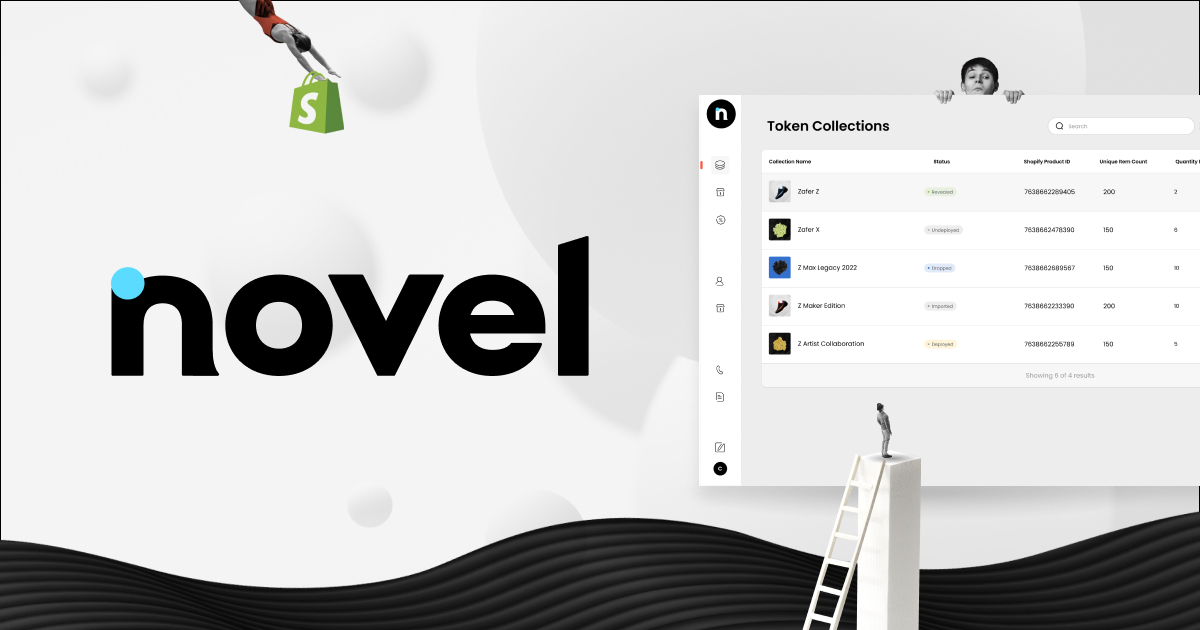 S
novel
n
Token Collections
Search
Collection Name Status Shopify Product ID Unique Item Count Quantity
Zafer Z Revealed 7638662289405 200 2
Zafer X Undeployed 7638662478390 150 6
Z Max Legacy 2022 Dropped 7638662689567 150 10
Z Maker Edition Imported 7638662233390 200 10
Z Artist Collaboration Deployed 7638662255789 150 5
Showing 6 of 4 results
C